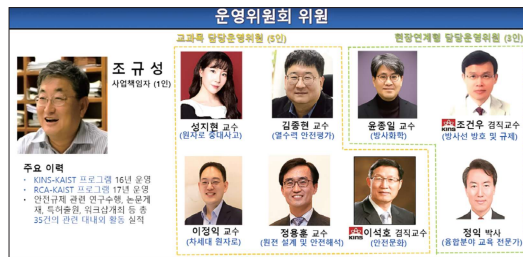 운영위원회 위원
교과목 담당운영위원 (5인)
현장연계형 담당운영위원 (3인)
조규성
사업책임자 (1인)
성지현 교수
(원자로 중대사고)
김중현 교수
(열수력 안전평가)
윤종일 교수
(방사화학)
KINS 조건우 겸직교수
(방사선 방호 및 규제)
주요 이력
• KINS-KAIST 프로그램 16년 운영
• RCA-KAIST 프로그램 17년 운영
• 안전규제 관련 연구수행, 논문게
재, 특허출원, 워크샵개최 등 총
35건의 관련 대내외 활동 실적
이정익 교수
(차세대 원자로)
정용훈 교수
(원전 설계 및 안전해석)
KINS 이석호 겸직교수
(안전문화)
정익 박사
(융합분야 교육 전문가)